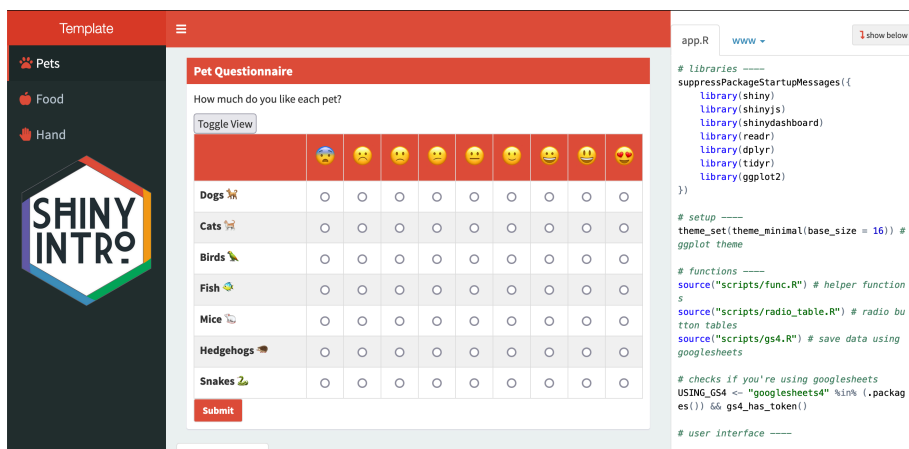 Template
Pets
Food
Hand
SHINY
INTRO
Pet Questionnaire
How much do you like each pet?
Toggle View
Dogs
Cats
Birds
Fish
Mice
Hedgehogs
Snakes
Submit
app.R
www
show below
# libraries ----
suppressPackageStartupMessages({
    library(shiny)
    library(shinyjs)
    library(shinydashboard)
    library(readr)
    library(dplyr)
    library(tidyr)
    library(ggplot2)
})
# setup ----
theme_set(theme_minimal(base_size = 16)) #
ggplot theme
# functions ----
source("scripts/func.R") # helper function
s
source("scripts/radio_table.R") # radio bu
tton tables
source("scripts/gs4.R") # save data using
googlesheets
# checks if you're using googlesheets
USING_GS4 <- "googlesheets4" %in% (.packag
es()) && gs4_has_token()
# user interface ----